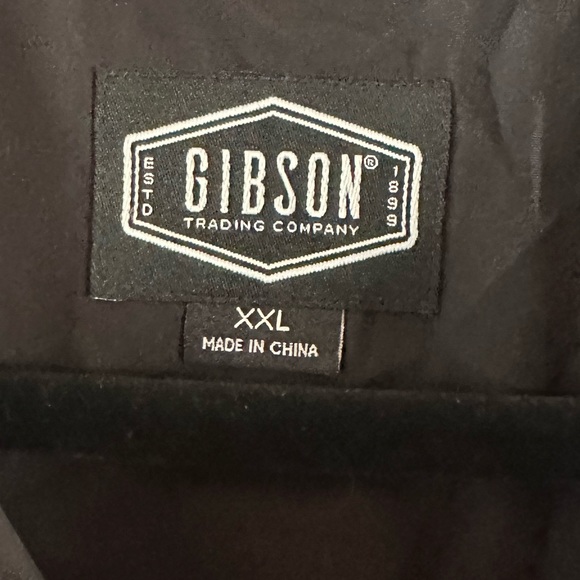 ESTD
GIBSON®
1899
TRADING COMPANY
XXL
MADE IN CHINA